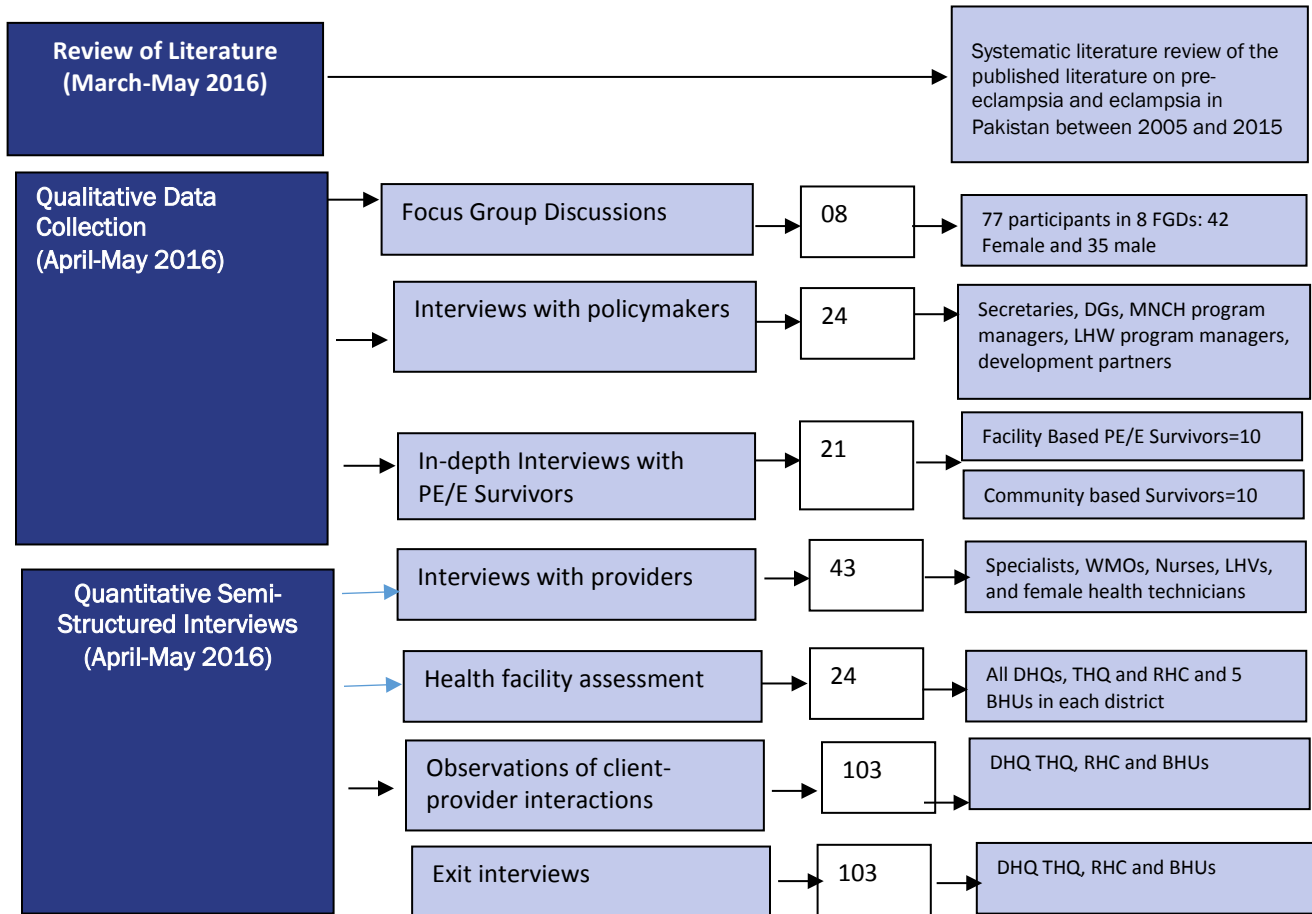 Review of Literature
(March-May 2016)
Systematic literature review of the
published literature on pre-
eclampsia and eclampsia in
Pakistan between 2005 and 2015
Qualitative Data
Collection
(April-May 2016)
Focus Group Discussions
08
77 participants in 8 FGDs: 42
Female and 35 male
Interviews with policymakers
24
Secretaries, DGs, MNCH program
managers, LHW program managers,
development partners
In-depth Interviews with
PE/E Survivors
21
Facility Based PE/E Survivors=10
Community based Survivors=10
Quantitative Semi-
Structured Interviews
(April-May 2016)
Interviews with providers
43
Specialists, WMOs, Nurses, LHVs,
and female health technicians
Health facility assessment
24
All DHQs, THQ and RHC and 5
BHUs in each district
Observations of client-
provider interactions
103
DHQ THQ, RHC and BHUs
Exit interviews
103
DHQ THQ, RHC and BHUs